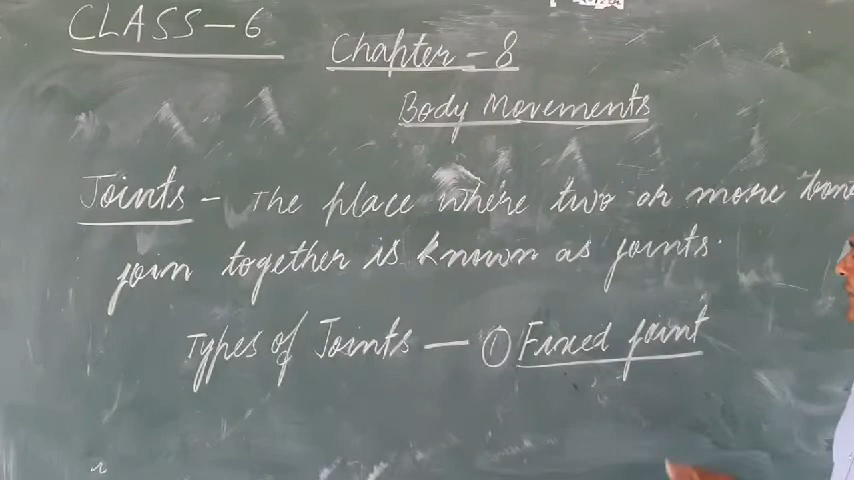 CLASS - 6
Chapter - 8
Body Movements
Joints - The place where two or more bone
join together is known as joints.
Types of Joints - ① Fixed joint